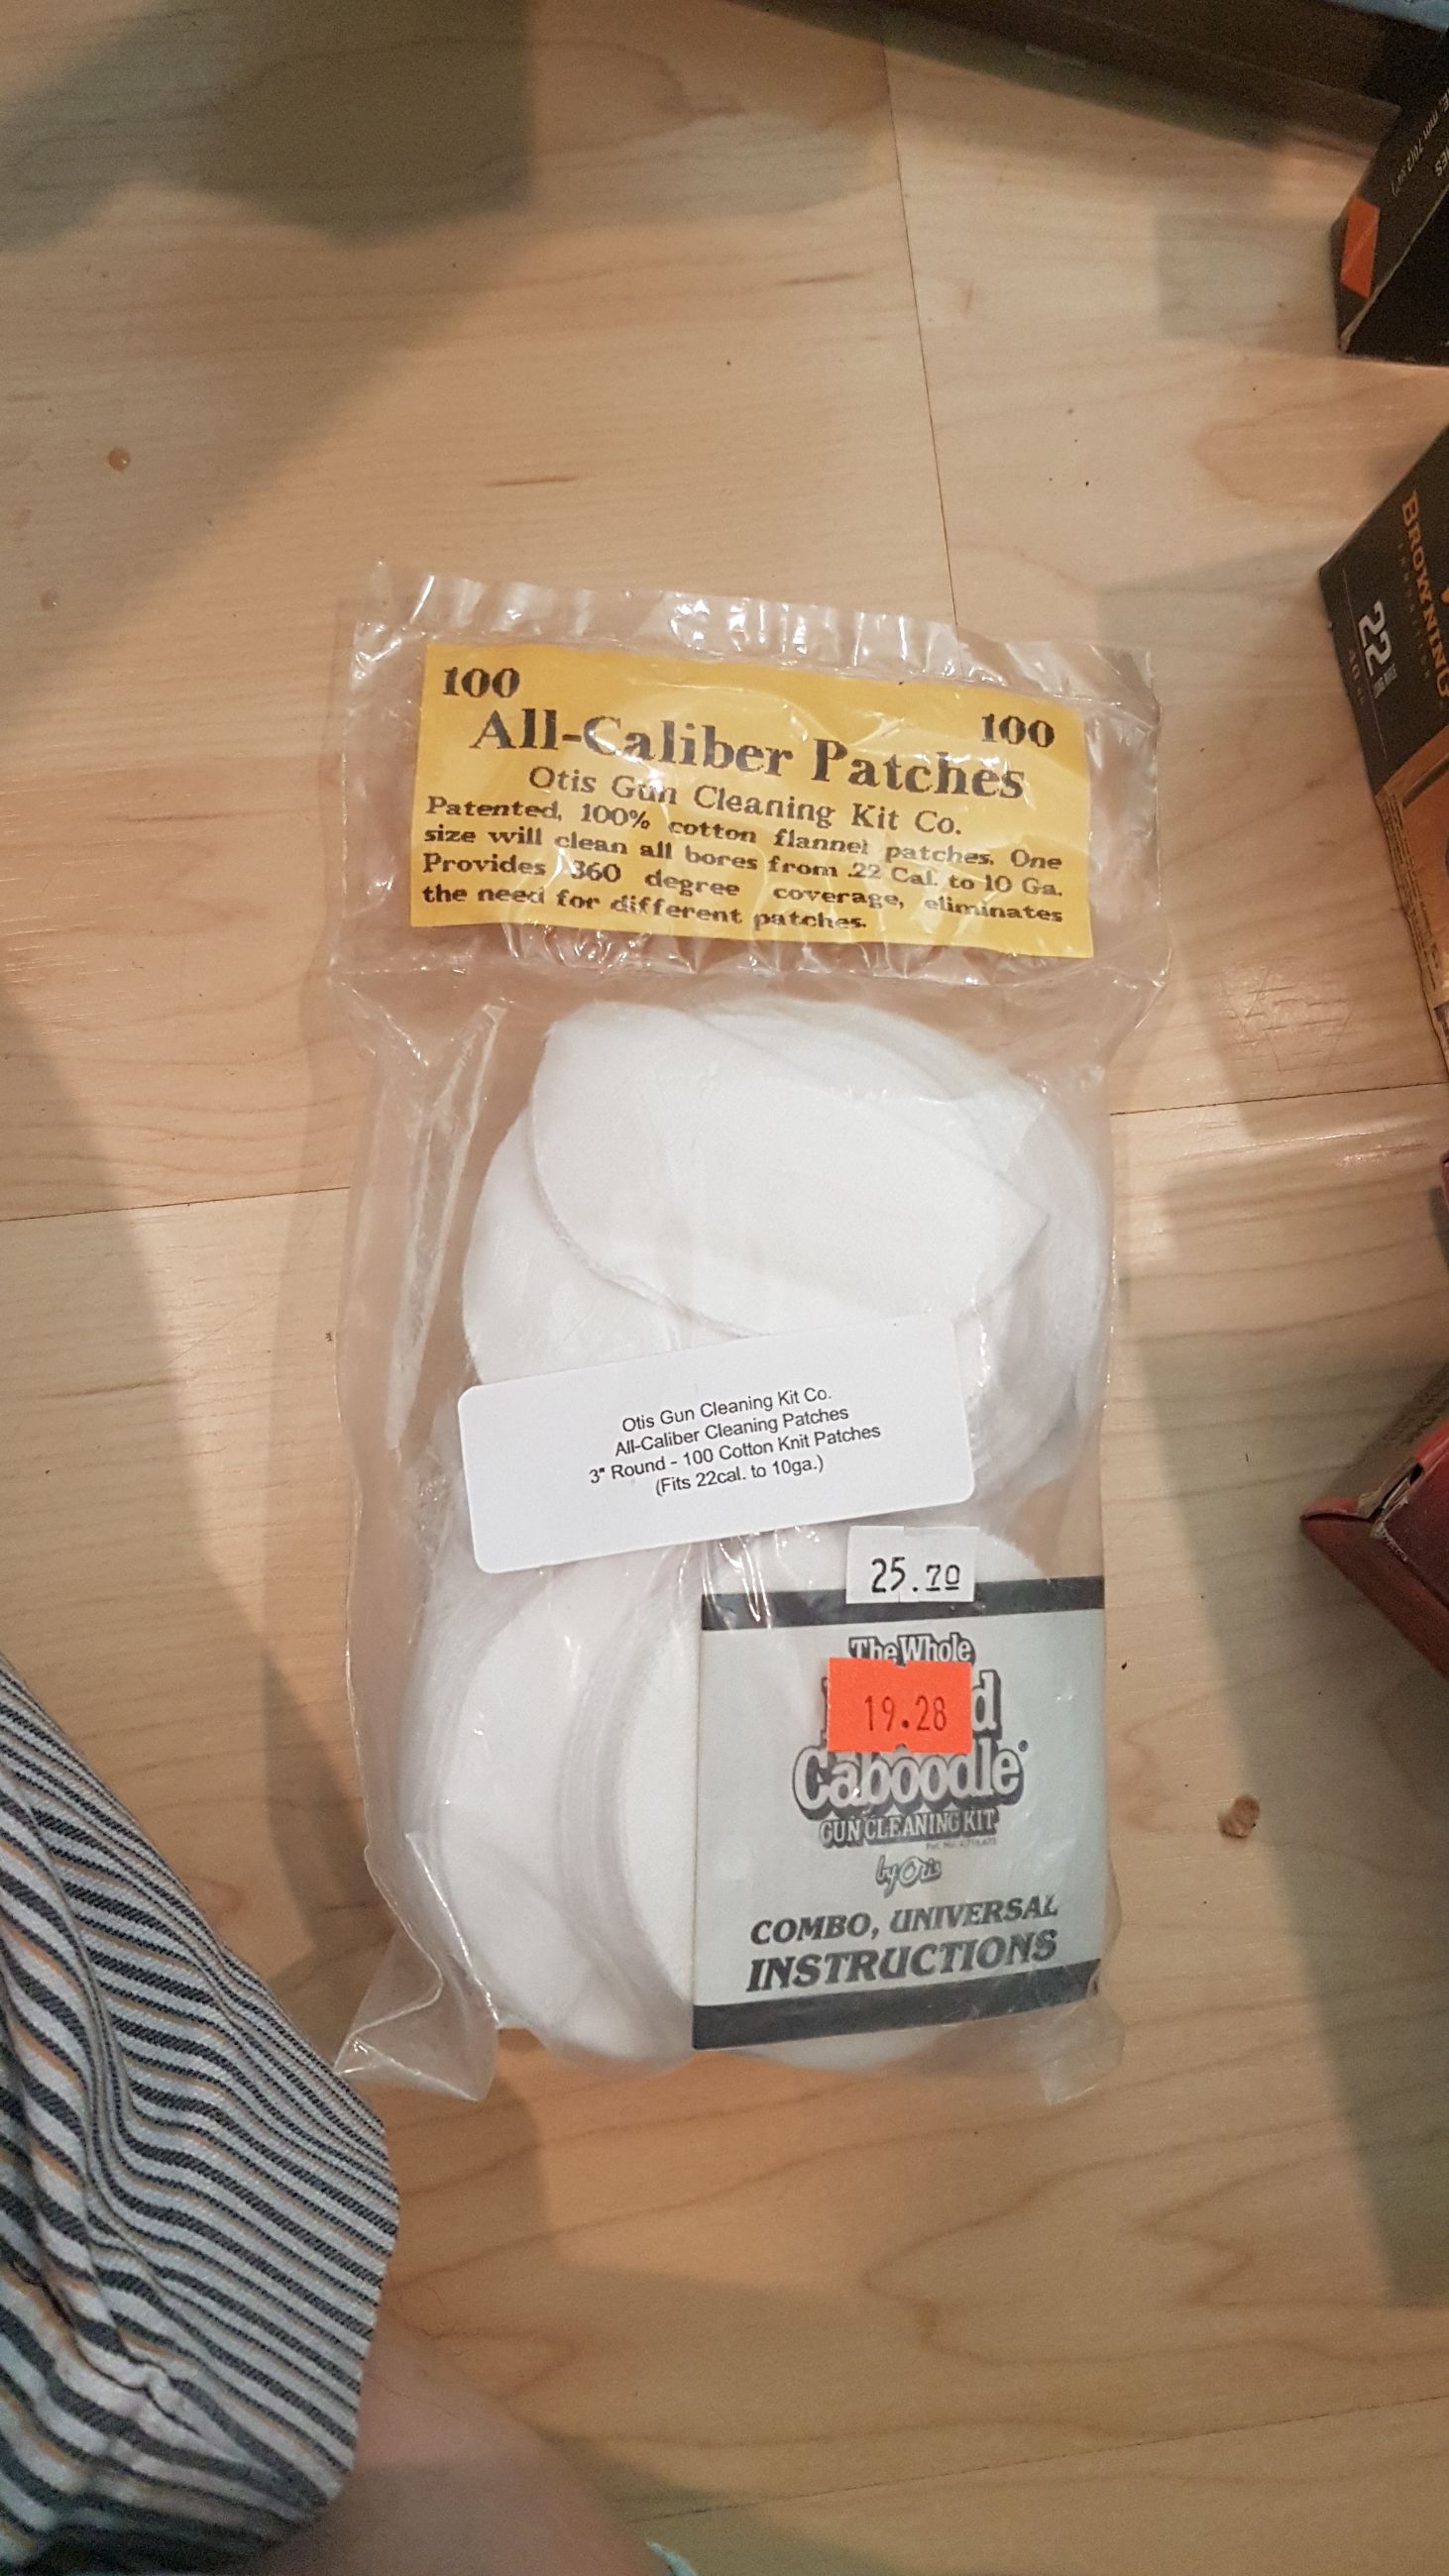 100
100
All-Caliber Patches
Otis Gun Cleaning Kit Co.
Patented, 100% cotton flannel patches. One
size will clean all bores from .22 Cal. to 10 Ga.
Provides 360 degree coverage, eliminates
the need for different patches.
Otis Gun Cleaning Kit Co.
All-Caliber Cleaning Patches
3" Round - 100 Cotton Knit Patches
(Fits 22cal. to 10ga.)
25.70
The Whole
19.28
Caboodle®
GUN CLEANING KIT
by Otis
COMBO, UNIVERSAL
INSTRUCTIONS
BROWNING
22